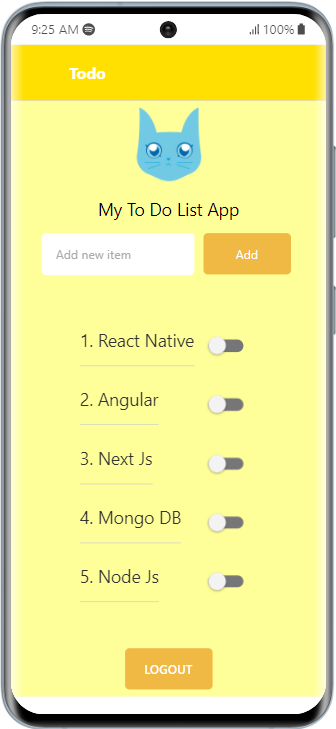 9:25 AM 100%
Todo
My To Do List App
Add new item Add
1. React Native
2. Angular
3. Next Js
4. Mongo DB
5. Node Js
LOGOUT